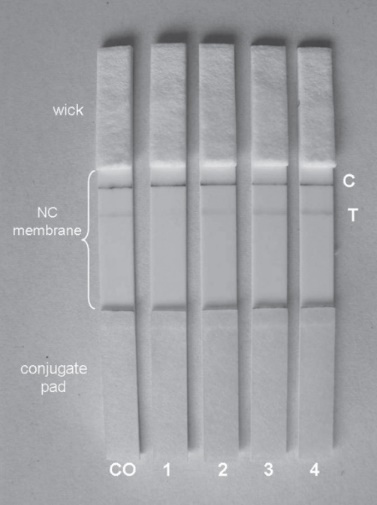 wick
C
NC
membrane
T
conjugate
pad
CO 1 2 3 4